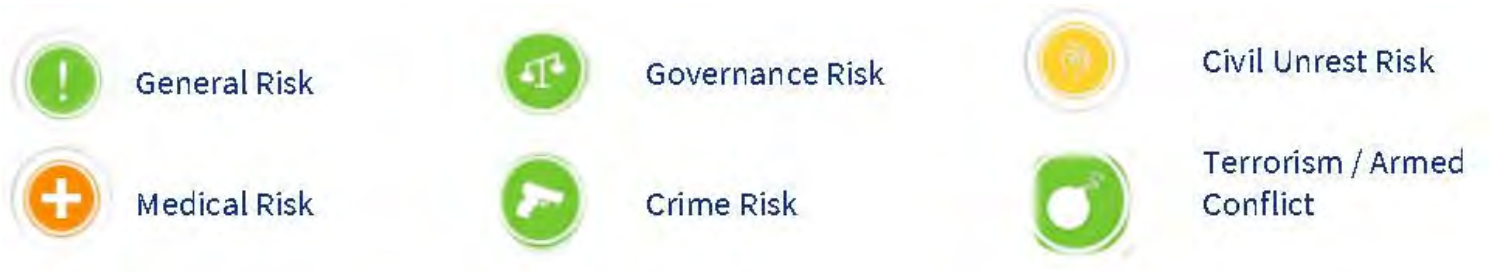 General Risk
Governance Risk
Civil Unrest Risk
Medical Risk
Crime Risk
Terrorism / Armed
Conflict